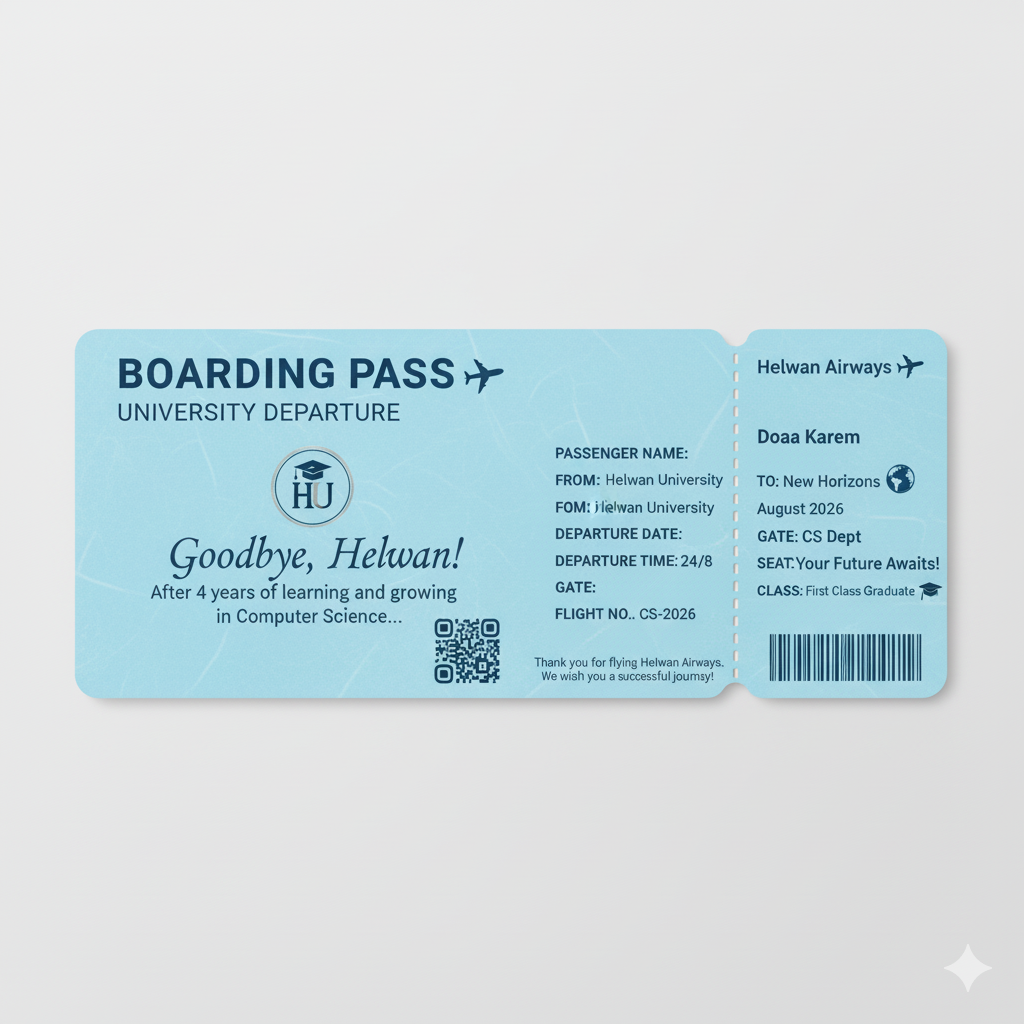 BOARDING PASS
UNIVERSITY DEPARTURE
HU
Goodbye, Helwan!
After 4 years of learning and growing
in Computer Science...
PASSENGER NAME:
FROM: Helwan University
FOM: Helwan University
DEPARTURE DATE:
DEPARTURE TIME: 24/8
GATE:
FLIGHT NO.. CS-2026
Thank you for flying Helwan Airways.
We wish you a successful joumsy!
Helwan Airways
Doaa Karem
TO: New Horizons
August 2026
GATE: CS Dept
SEAT:Your Future Awaits!
CLASS: First Class Graduate